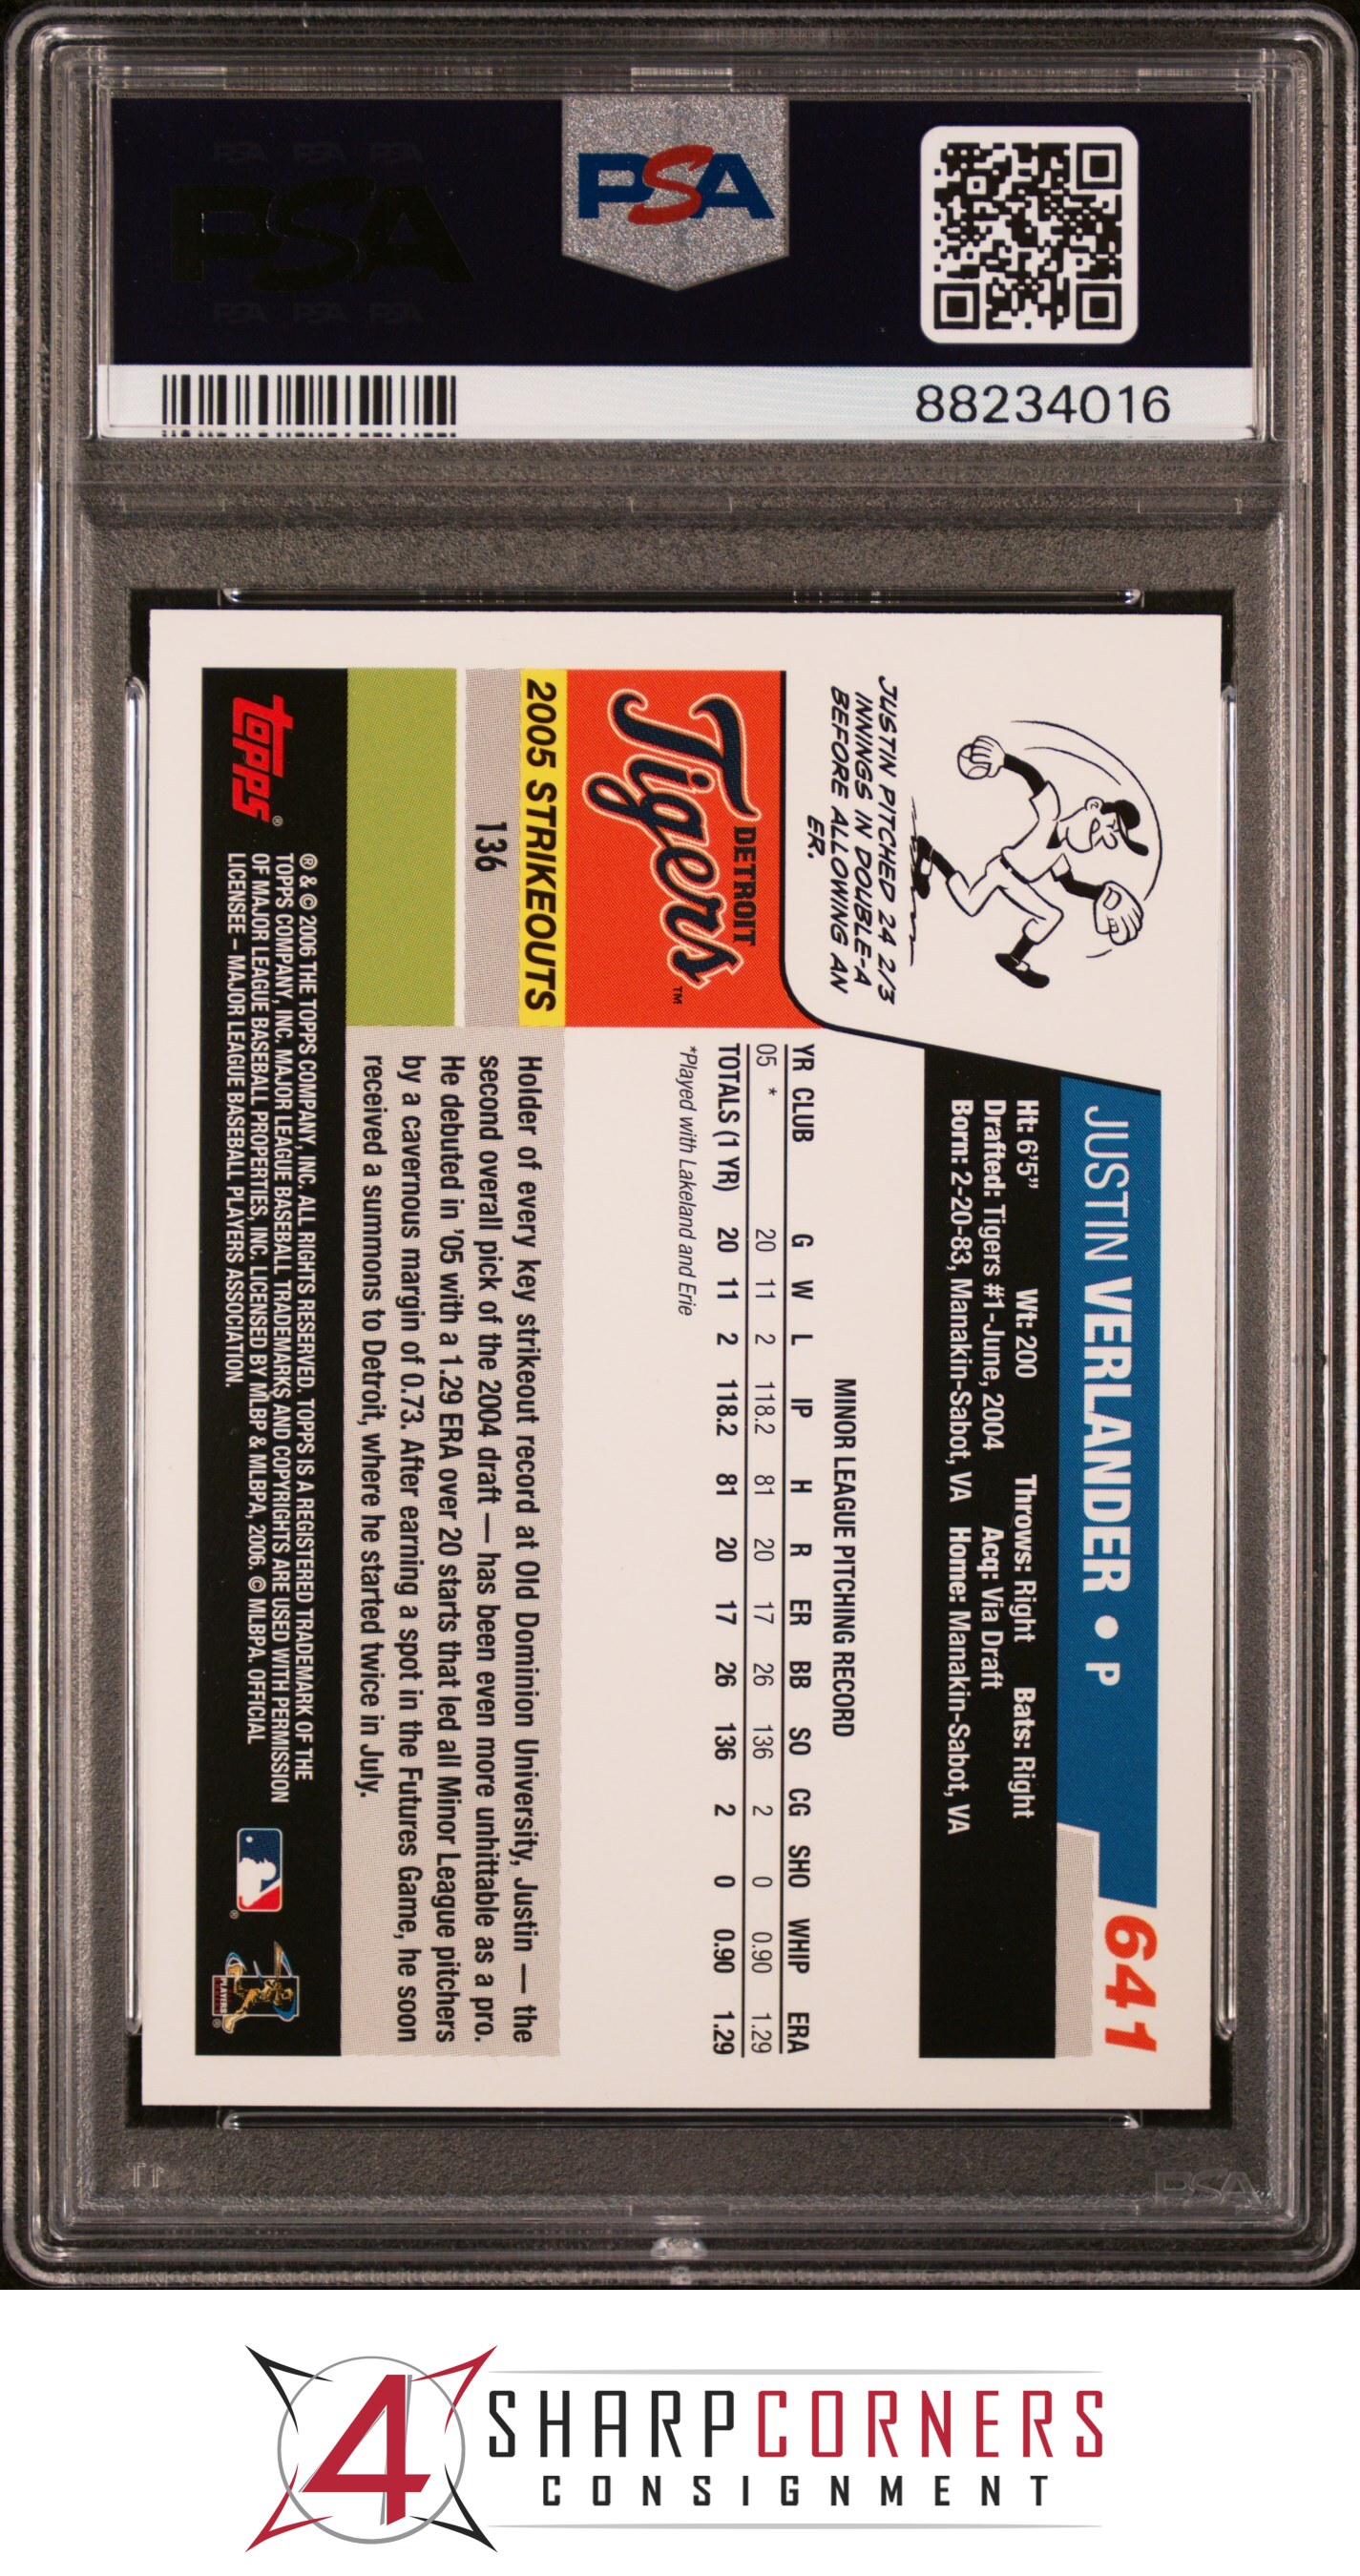 PSA PSA PSA
PSA
PSA PSA PSA
PSA
88234016
JUSTIN PITCHED 24 2/3
INNINGS IN DOUBLE-A
BEFORE ALLOWING AN
ER.
JUSTIN VERLANDER • P
641
Ht: 6'5" Wt: 200 Throws: Right Bats: Right
Drafted: Tigers #1-June, 2004 Acq: Via Draft
Born: 2-20-83, Manakin-Sabot, VA Home: Manakin-Sabot, VA
MINOR LEAGUE PITCHING RECORD
YR CLUB G W L IP H R ER BB SO CG SHO WHIP ERA
05 * 20 11 2 118.2 81 20 17 26 136 2 0 0.90 1.29
TOTALS (1 YR) 20 11 2 118.2 81 20 17 26 136 2 0 0.90 1.29
*Played with Lakeland and Erie
DETROIT
Tigers™
2005 STRIKEOUTS
136
Holder of every key strikeout record at Old Dominion University, Justin — the
second overall pick of the 2004 draft — has been even more unhittable as a pro.
He debuted in '05 with a 1.29 ERA over 20 starts that led all Minor League pitchers
by a cavernous margin of 0.73. After earning a spot in the Futures Game, he soon
received a summons to Detroit, where he started twice in July.
Topps®
® & © 2006 THE TOPPS COMPANY, INC. ALL RIGHTS RESERVED. TOPPS IS A REGISTERED TRADEMARK OF THE
TOPPS COMPANY, INC. MAJOR LEAGUE BASEBALL TRADEMARKS AND COPYRIGHTS ARE USED WITH PERMISSION
OF MAJOR LEAGUE BASEBALL PROPERTIES, INC. LICENSED BY MLBP & MLBPA, 2006. © MLBPA. OFFICIAL
LICENSEE – MAJOR LEAGUE BASEBALL PLAYERS ASSOCIATION.
®
PLAYERS
®
PSA
4
SHARPCORNERS
CONSIGNMENT